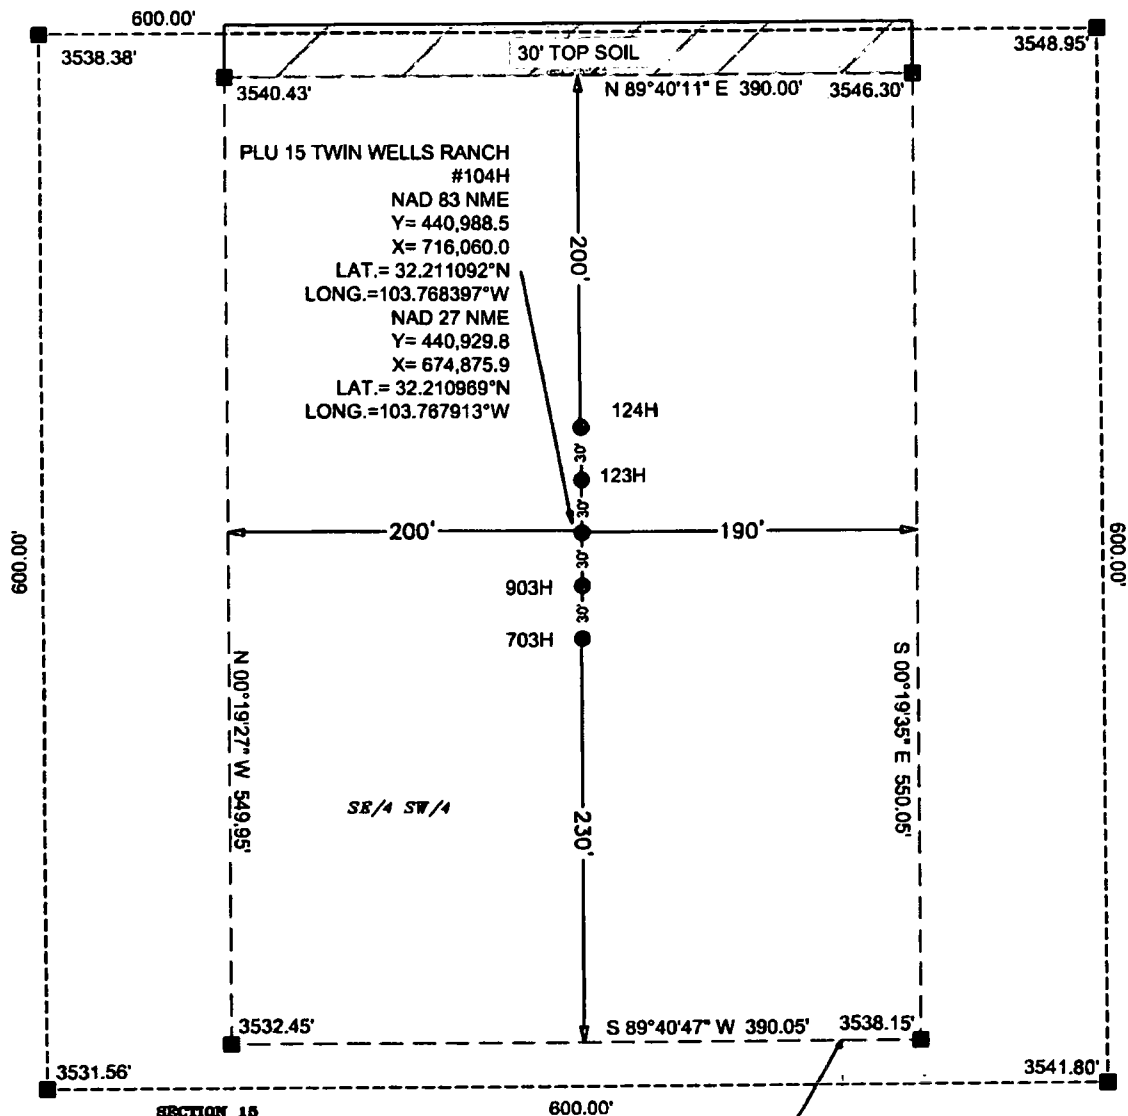 600.00'
3538.38'
3548.95'
30' TOP SOIL
3540.43'
N 89°40'11" E 390.00'
3546.30'
PLU 15 TWIN WELLS RANCH
#104H
NAD 83 NME
Y= 440,988.5
X= 716,060.0
LAT.= 32.211092°N
LONG.=103.768397°W
NAD 27 NME
Y= 440,929.8
X= 674,875.9
LAT.= 32.210969°N
LONG.=103.767913°W
200'
124H
30'
123H
30'
200'
190'
600.00'
600.00'
30'
903H
30'
703H
N 00°19'27" W 549.95'
S 00°19'35" E 550.05'
SE/4 SW/4
230'
3532.45'
S 89°40'47" W 390.05'
3538.15'
3531.56'
3541.80'
SECTION 15
600.00'